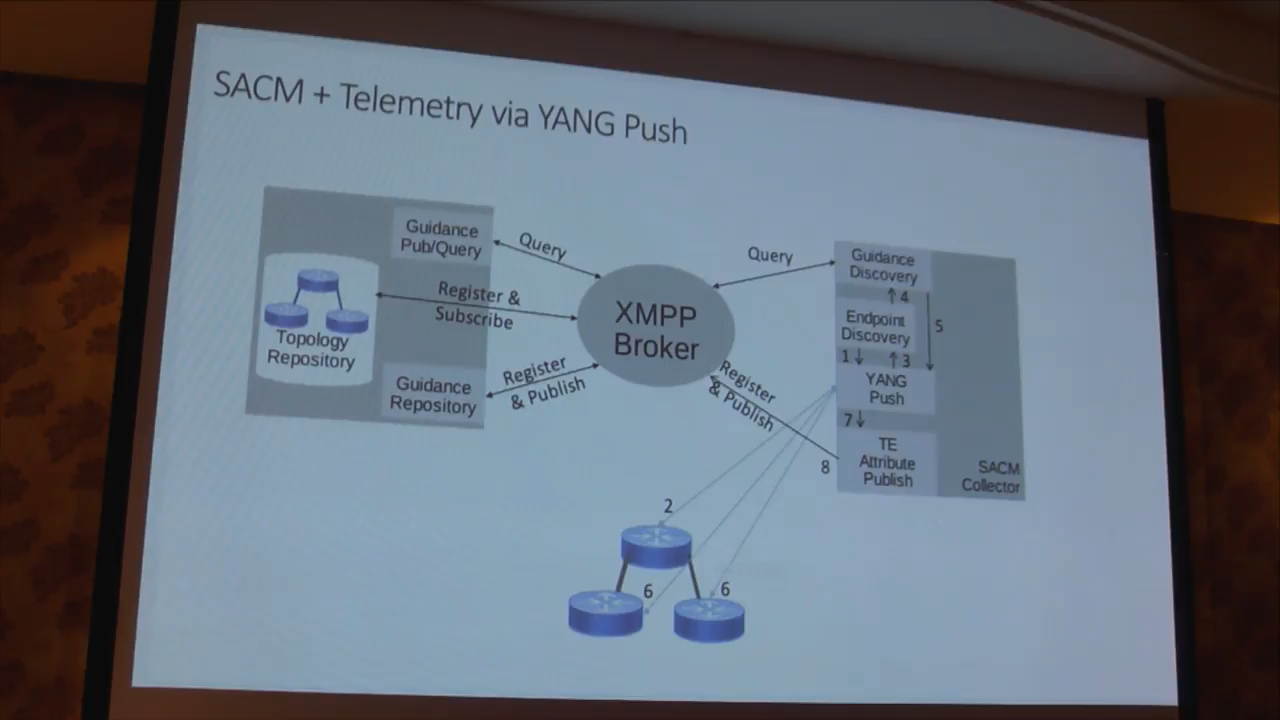 SACM + Telemetry via YANG Push
Guidance
Pub/Query
Topology
Repository
Guidance
Repository
Query
Register &
Subscribe
Register
& Publish
XMPP
Broker
Query
Register
& Publish
Guidance
Discovery
4
5
Endpoint
Discovery
1
3
YANG
Push
7
TE
Attribute
Publish
8
SACM
Collector
2
6
6